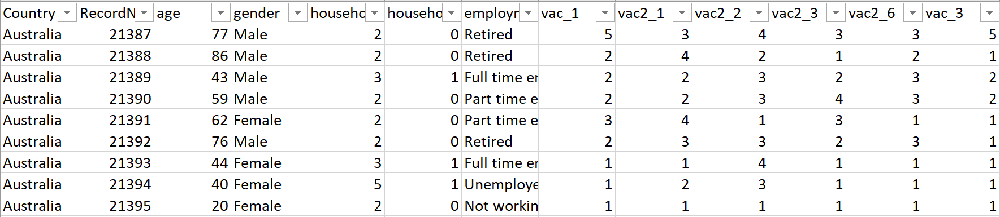 Country RecordN age gender househo househo employn vac_1 vac2_1 vac2_2 vac2_3 vac2_6 vac_3
Australia 21387 77 Male 2 0 Retired 5 3 4 3 3 5
Australia 21388 86 Male 2 0 Retired 2 4 2 1 2 1
Australia 21389 43 Male 3 1 Full time er 2 2 3 2 3 2
Australia 21390 59 Male 2 0 Part time e 2 2 3 4 3 2
Australia 21391 62 Female 2 0 Part time e 3 4 1 3 1 1
Australia 21392 76 Male 2 0 Retired 2 3 3 2 3 1
Australia 21393 44 Female 3 1 Full time er 1 1 4 1 1 1
Australia 21394 40 Female 5 1 Unemploye 1 2 3 1 1 1
Australia 21395 20 Female 2 0 Not workin 1 1 1 1 1 1